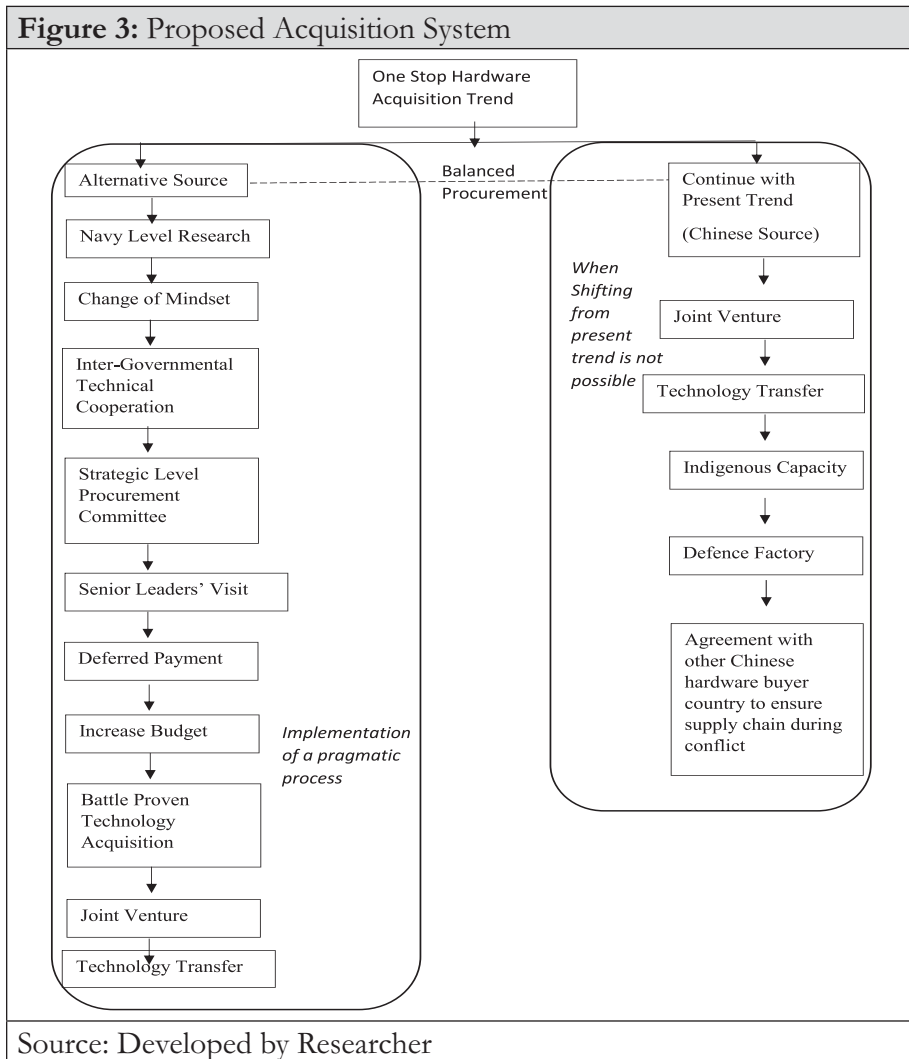 Figure 3: Proposed Acquisition System
One Stop Hardware
Acquisition Trend
Alternative Source
Navy Level Research
Change of Mindset
Inter-Governmental
Technical
Cooperation
Strategic Level
Procurement
Committee
Senior Leaders’ Visit
Deferred Payment
Increase Budget
Battle Proven
Technology
Acquisition
Joint Venture
Technology Transfer
Implementation
of a pragmatic
process
Balanced
Procurement
Continue with
Present Trend
(Chinese Source)
When
Shifting
from
present
trend is not
possible
Joint Venture
Technology Transfer
Indigenous Capacity
Defence Factory
Agreement with
other Chinese
hardware buyer
country to ensure
supply chain during
conflict
Source: Developed by Researcher